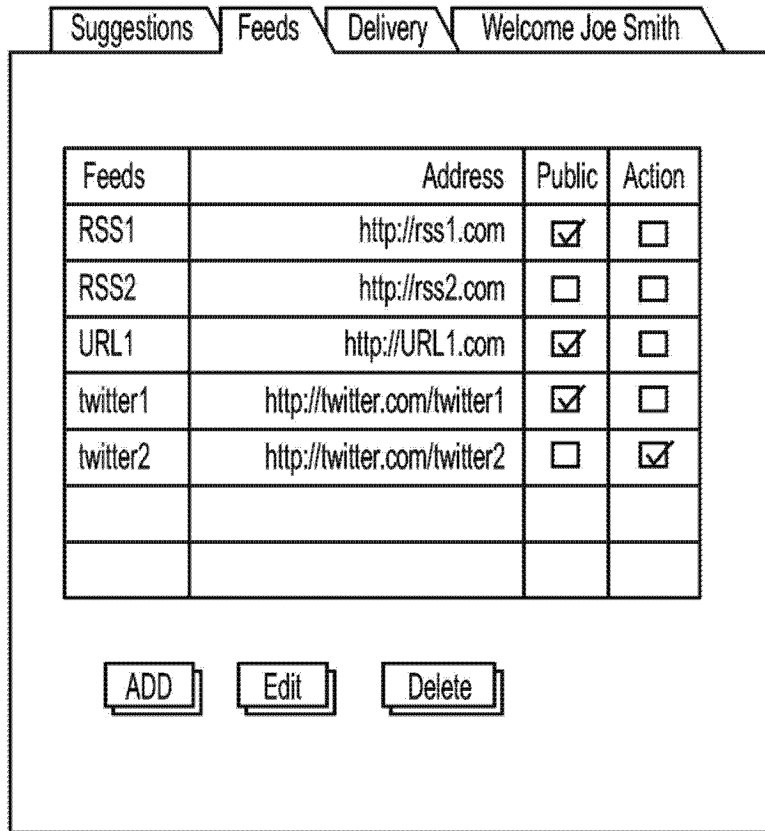 Suggestions Feeds Delivery Welcome Joe Smith
Feeds Address Public Action
RSS1 http://rss1.com
RSS2 http://rss2.com
URL1 http://URL1.com
twitter1 http://twitter.com/twitter1
twitter2 http://twitter.com/twitter2
ADD Edit Delete